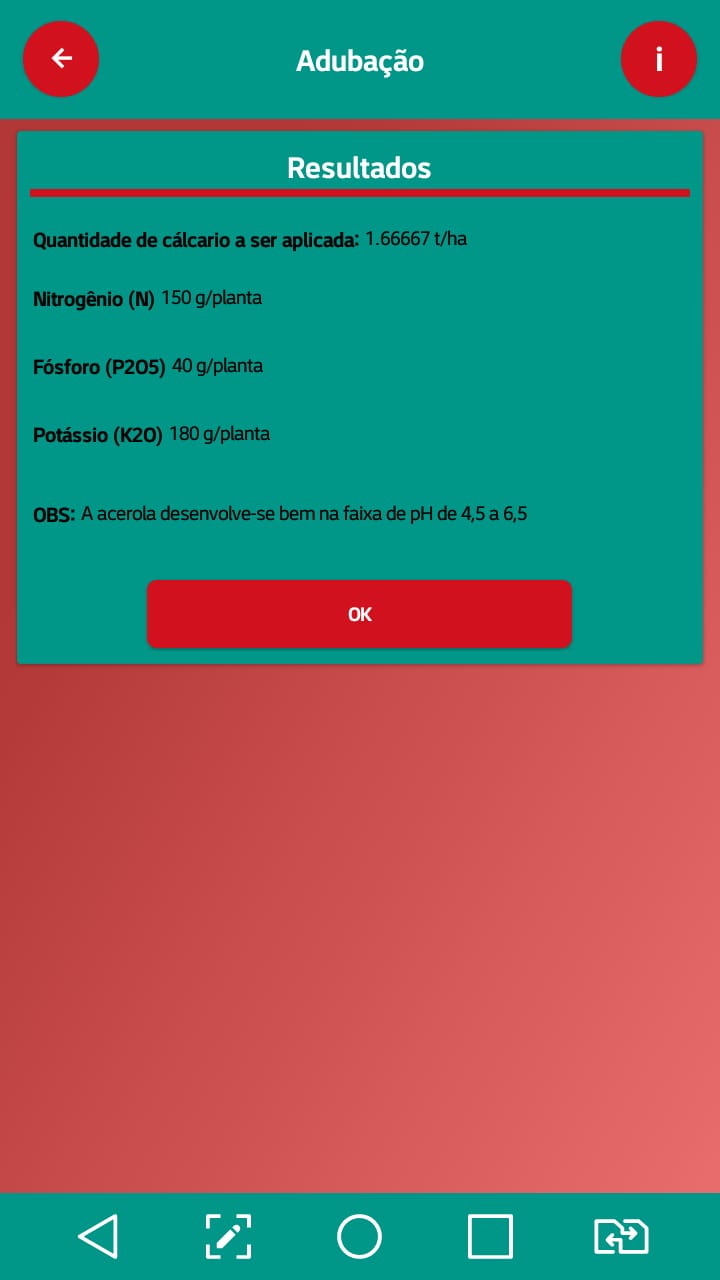 Adubação
i
Resultados
Quantidade de cálcario a ser aplicada: 1.66667 t/ha
Nitrogênio (N) 150 g/planta
Fósforo (P2O5) 40 g/planta
Potássio (K2O) 180 g/planta
OBS: A acerola desenvolve-se bem na faixa de pH de 4,5 a 6,5
OK